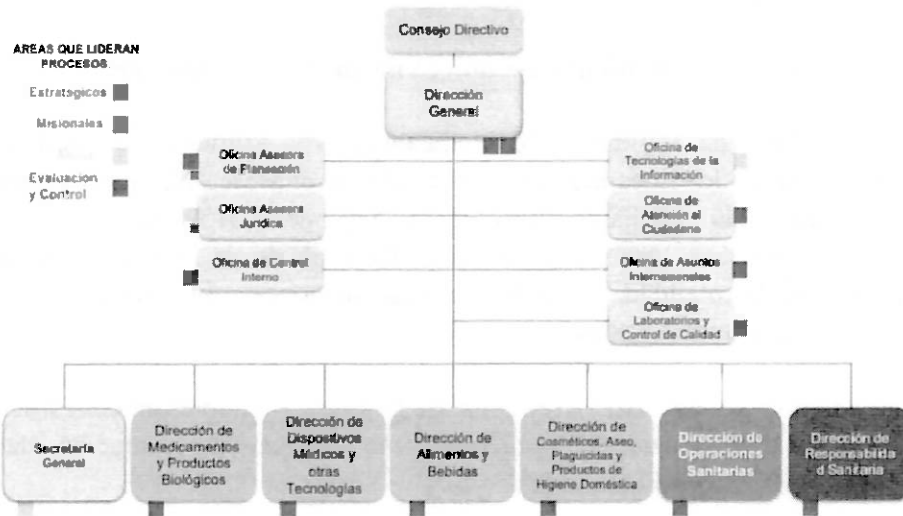 Consejo Directivo
AREAS QUE LIDERAN
PROCESOS
Estratégicos
Misionales
Evaluación
y Control
Dirección
General
Oficina Asesora
de Planeación
Oficina Asesora
Jurídica
Oficina de Control
Interno
Oficina de
Tecnologías de la
Información
Oficina de
Atención al
Ciudadano
Oficina de Asuntos
Internacionales
Oficina de
Laboratorios y
Control de Calidad
Secretaría
General
Dirección de
Medicamentos
y Productos
Biológicos
Dirección de
Dispositivos
Médicos y
otras
Tecnologías
Dirección de
Alimentos y
Bebidas
Dirección de
Cosméticos, Aseo,
Plaguicidas y
Productos de
Higiene Doméstica
Dirección de
Operaciones
Sanitarias
Dirección de
Responsabilida
d Sanitaria